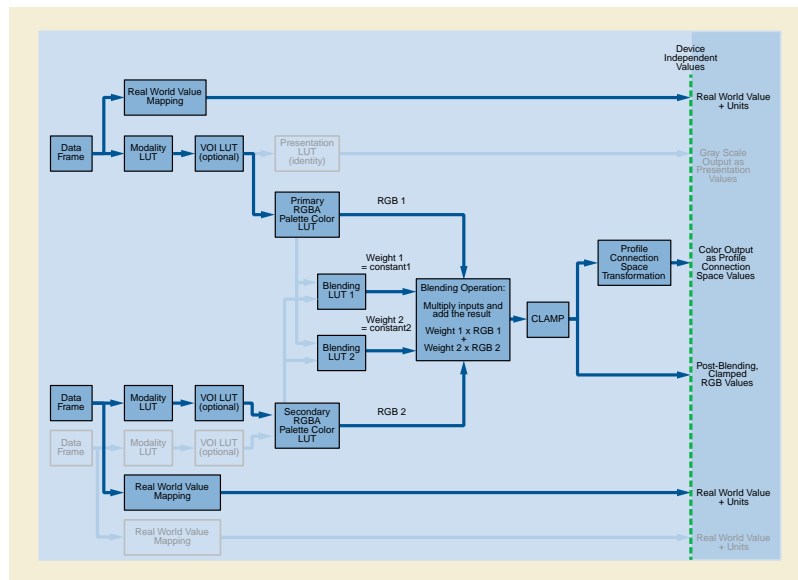 Device
Independent
Values
Real World Value
Mapping
Real World Value
+ Units
Data
Frame
Modality
LUT
VOI LUT
(optional)
Presentation
LUT
(identity)
Gray Scale
Output as
Presentation
Values
Primary
RGBA
Palette Color
LUT
RGB 1
Weight 1
= constant1
Blending
LUT 1
Blending Operation:
Multiply inputs and
add the result
Weight 1 x RGB 1
+
Weight 2 x RGB 2
CLAMP
Profile
Connection
Space
Transformation
Color Output
as Profile
Connection
Space Values
Weight 2
= constant2
Blending
LUT 2
Post-Blending,
Clamped
RGB Values
Data
Frame
Modality
LUT
VOI LUT
(optional)
Secondary
RGBA
Palette Color
LUT
RGB 2
Data
Frame
Modality
LUT
VOI LUT
(optional)
Real World Value
Mapping
Real World Value
+ Units
Real World Value
Mapping
Real World Value
+ Units